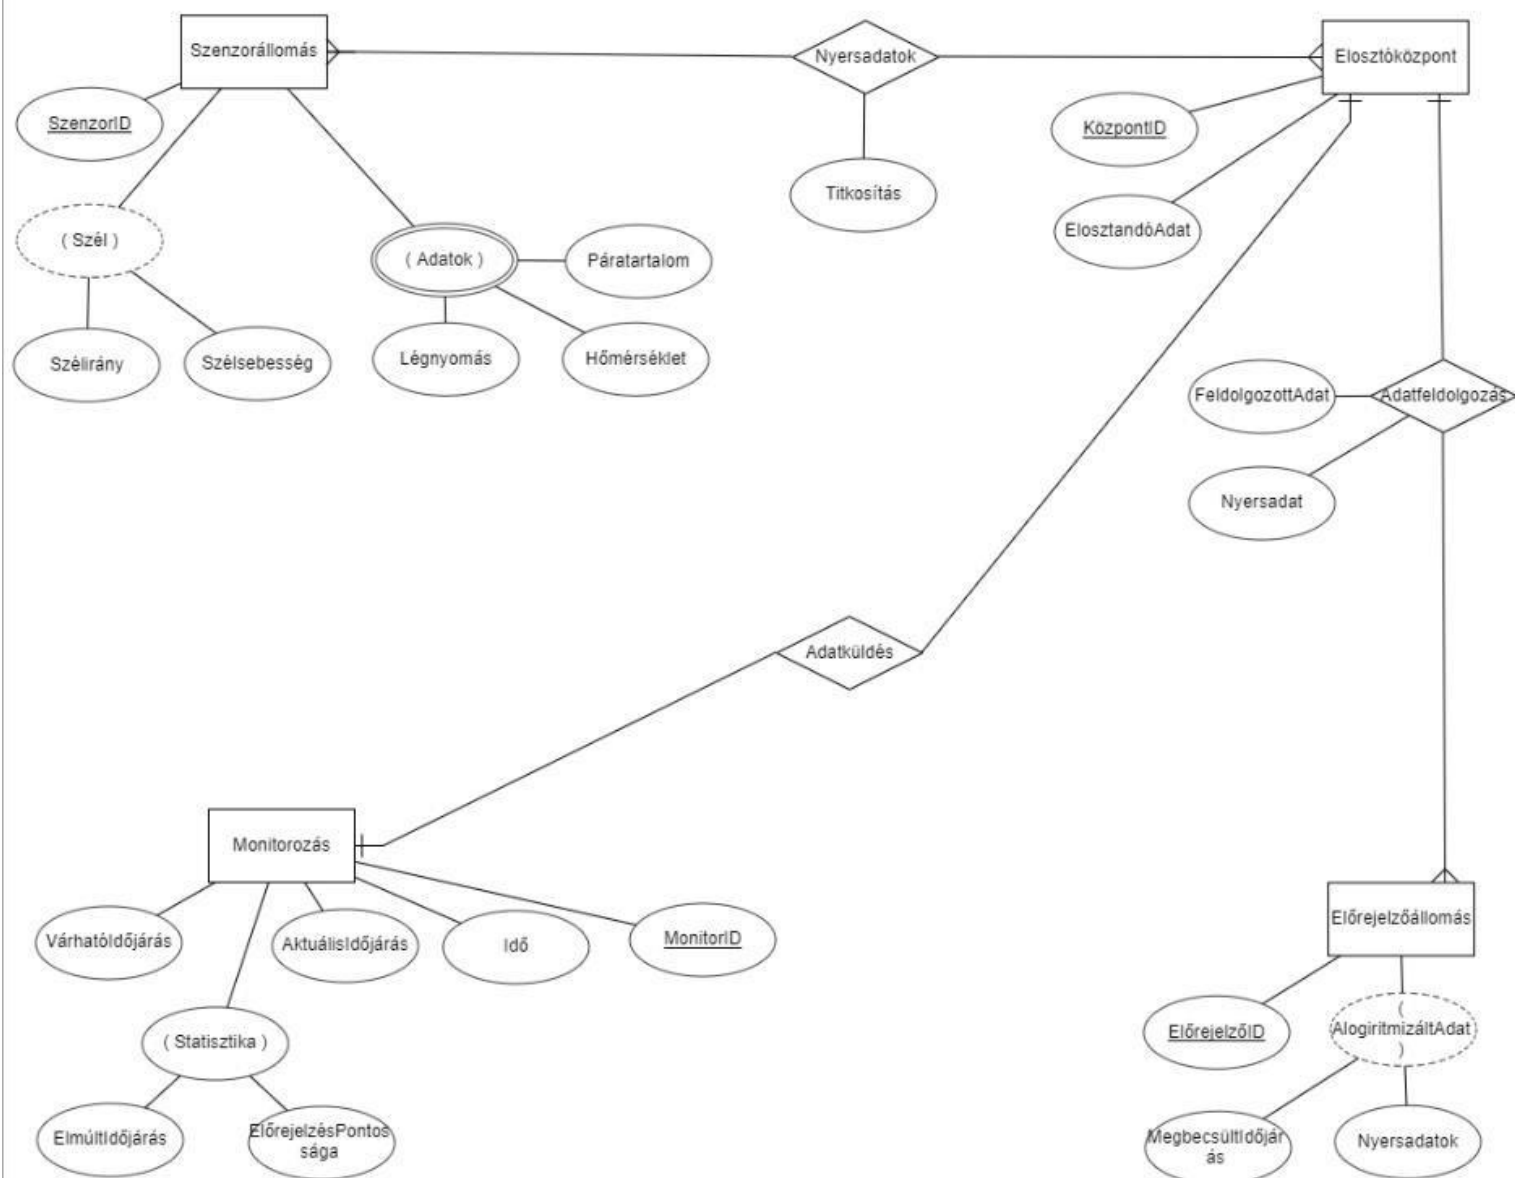 Szenzorállomás
Nyersadatok
Elosztóközpont
SzenzorID
KözpontID
Titkosítás
ElosztandóAdat
( Szél )
( Adatok )
Páratartalom
Szélirány
Szélsebesség
Légnyomás
Hőmérséklet
FeldolgozottAdat
Adatfeldolgozás
Nyersadat
Adatküldés
Monitorozás
Előrejelzőállomás
VárhatóIdőjárás
AktuálisIdőjárás
Idő
MonitorID
( Statisztika )
ElőrejelzőID
(
AlogiritmizáltAdat
)
ElmúltIdőjárás
ElőrejelzésPontos
sága
MegbecsültIdőjár
ás
Nyersadatok